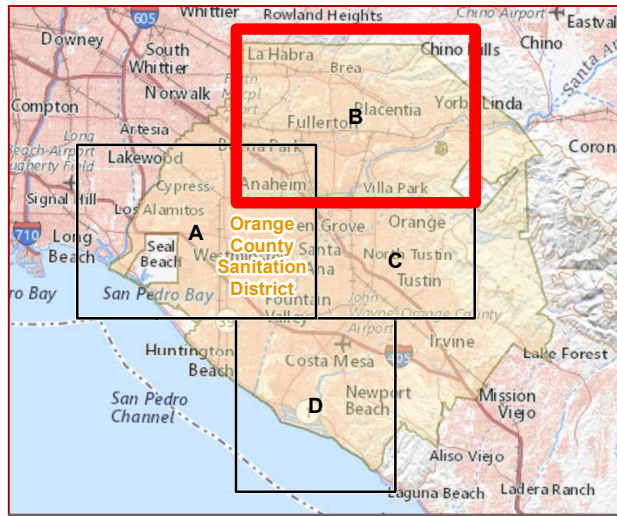 Whittier
Rowland Heights
Chino Airport
Eastval
605
Downey
South
Whittier
La Habra
Chino Hills
Chino
Santa An
Brea
Norwalk
Compton
Placentia
Yorba Linda
B
Fullerton
Long
Beach-Airport
Artesia
Buena Park
Corona
Lakewood
Anaheim
Villa Park
Cypress
Signal Hill
Los Alamitos
A
Orange
County
Sanitation
District
Orange
710
Long
Beach
Seal
Beach
Westminster
Santa
Ana
C
North Tustin
Tustin
ro Bay
San Pedro Bay
Fountain
Valley
John
Wayne-Orange County
Airport
39
Irvine
Huntington
Beach
Costa Mesa
405
Lake Forest
San Pedro
Channel
D
Newport
Beach
Mission
Viejo
Aliso Viejo
Laguna Beach
Ladera Ranch